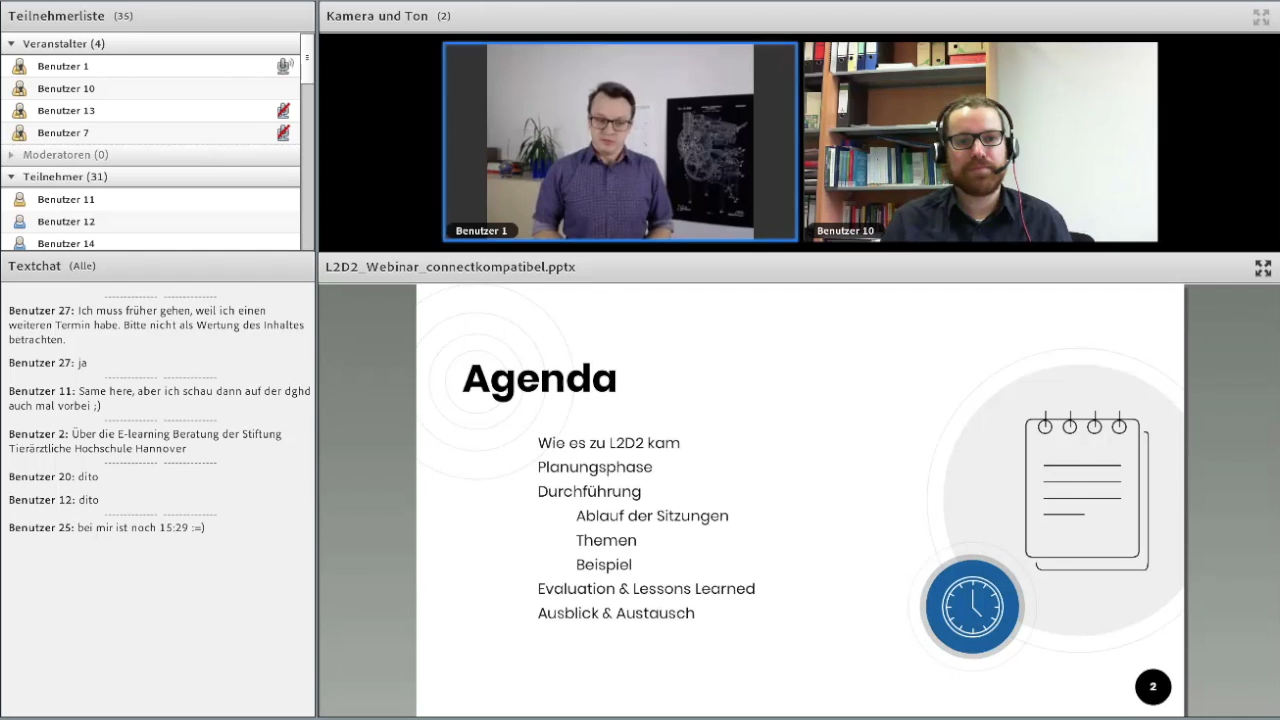 Teilnehmerliste (35)
Veranstalter (4)
Benutzer 1
Benutzer 10
Benutzer 13
Benutzer 7
Moderatoren (0)
Teilnehmer (31)
Benutzer 11
Benutzer 12
Benutzer 14
Textchat (Alle)
Benutzer 27: Ich muss früher gehen, weil ich einen
weiteren Termin habe. Bitte nicht als Wertung des Inhaltes
betrachten.
Benutzer 27: ja
Benutzer 11: Same here, aber ich schau dann auf der dghd
auch mal vorbei ;)
Benutzer 2: Über die E-learning Beratung der Stiftung
Tierärztliche Hochschule Hannover
Benutzer 20: dito
Benutzer 12: dito
Benutzer 25: bei mir ist noch 15:29 :=)
Kamera und Ton (2)
Benutzer 1
Benutzer 10
L2D2_Webinar_connectkompatibel.pptx
Agenda
Wie es zu L2D2 kam
Planungsphase
Durchführung
Ablauf der Sitzungen
Themen
Beispiel
Evaluation & Lessons Learned
Ausblick & Austausch
2